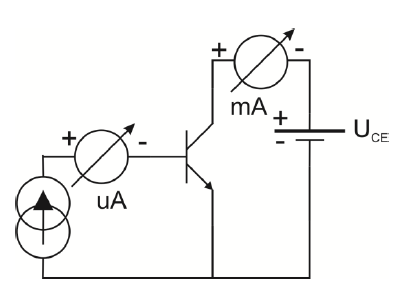 + -
mA
+ U_CE
-
+ -
uA